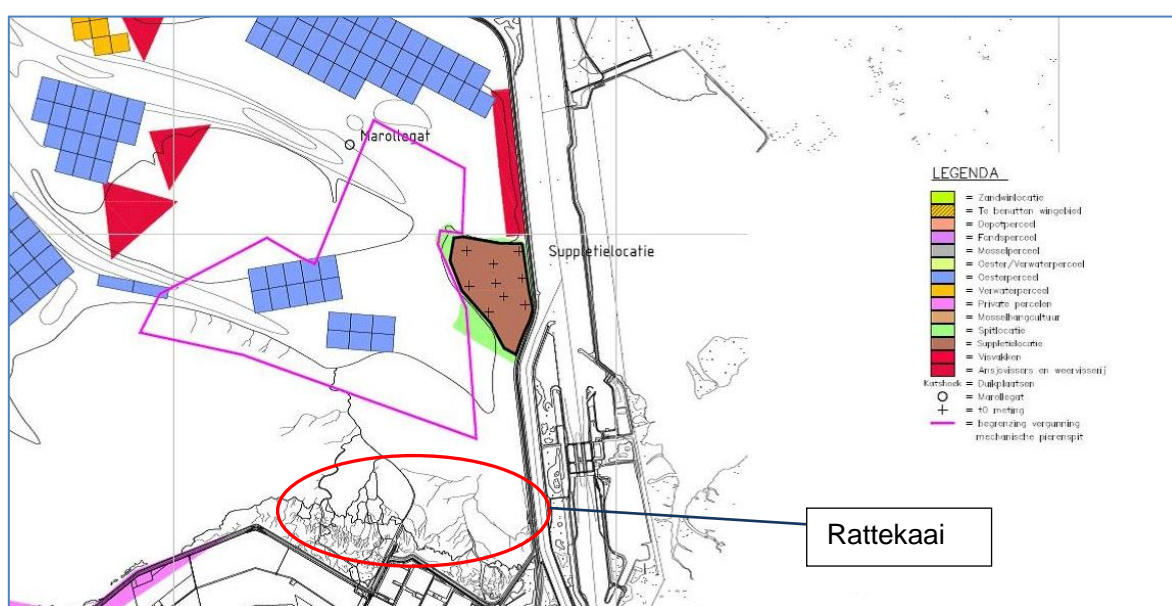 Marollegat
Suppletielocatie
LEGENDA
= Zandwinlocatie
= Te benutten wingebied
= Depotperceel
= Fondsperceel
= Mosselperceel
= Oester/Verwaterperceel
= Oesterperceel
= Verwaterperceel
= Private percelen
= Mosselhangcultuur
= Spitlocatie
= Suppletielocatie
= Visvakken
= Ansjovissers en weervisserij
Katshoek = Duikplaatsen
= Marollegat
+ = t0 meting
= begrenzing vergunning
mechanische pierenspit
Rattekaai